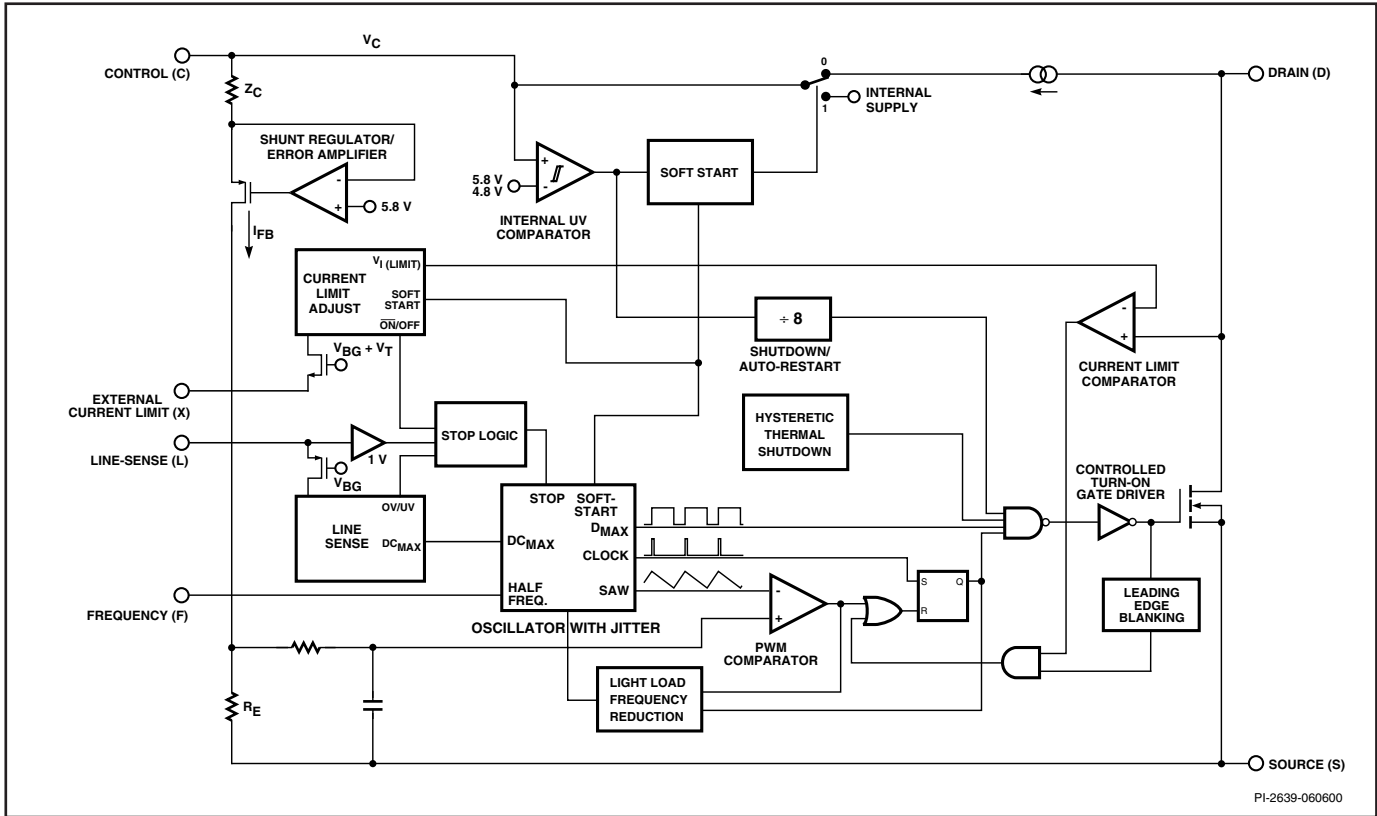 V_C
CONTROL (C)
Z_C
0
1
INTERNAL
SUPPLY
DRAIN (D)
SHUNT REGULATOR/
ERROR AMPLIFIER
-
+
5.8 V
I_FB
+
-
5.8 V
4.8 V
INTERNAL UV
COMPARATOR
SOFT START
CURRENT
LIMIT
ADJUST
V_I (LIMIT)
SOFT
START
ON/OFF
V_BG + V_T
÷ 8
SHUTDOWN/
AUTO-RESTART
-
+
CURRENT LIMIT
COMPARATOR
EXTERNAL
CURRENT LIMIT (X)
HYSTERETIC
THERMAL
SHUTDOWN
LINE-SENSE (L)
1 V
V_BG
STOP LOGIC
CONTROLLED
TURN-ON
GATE DRIVER
LINE
SENSE
OV/UV
DC_MAX
STOP
SOFT-
START
D_MAX
DC_MAX
CLOCK
HALF
FREQ.
SAW
S
Q
R
LEADING
EDGE
BLANKING
FREQUENCY (F)
OSCILLATOR WITH JITTER
-
+
PWM
COMPARATOR
LIGHT LOAD
FREQUENCY
REDUCTION
R_E
SOURCE (S)
PI-2639-060600